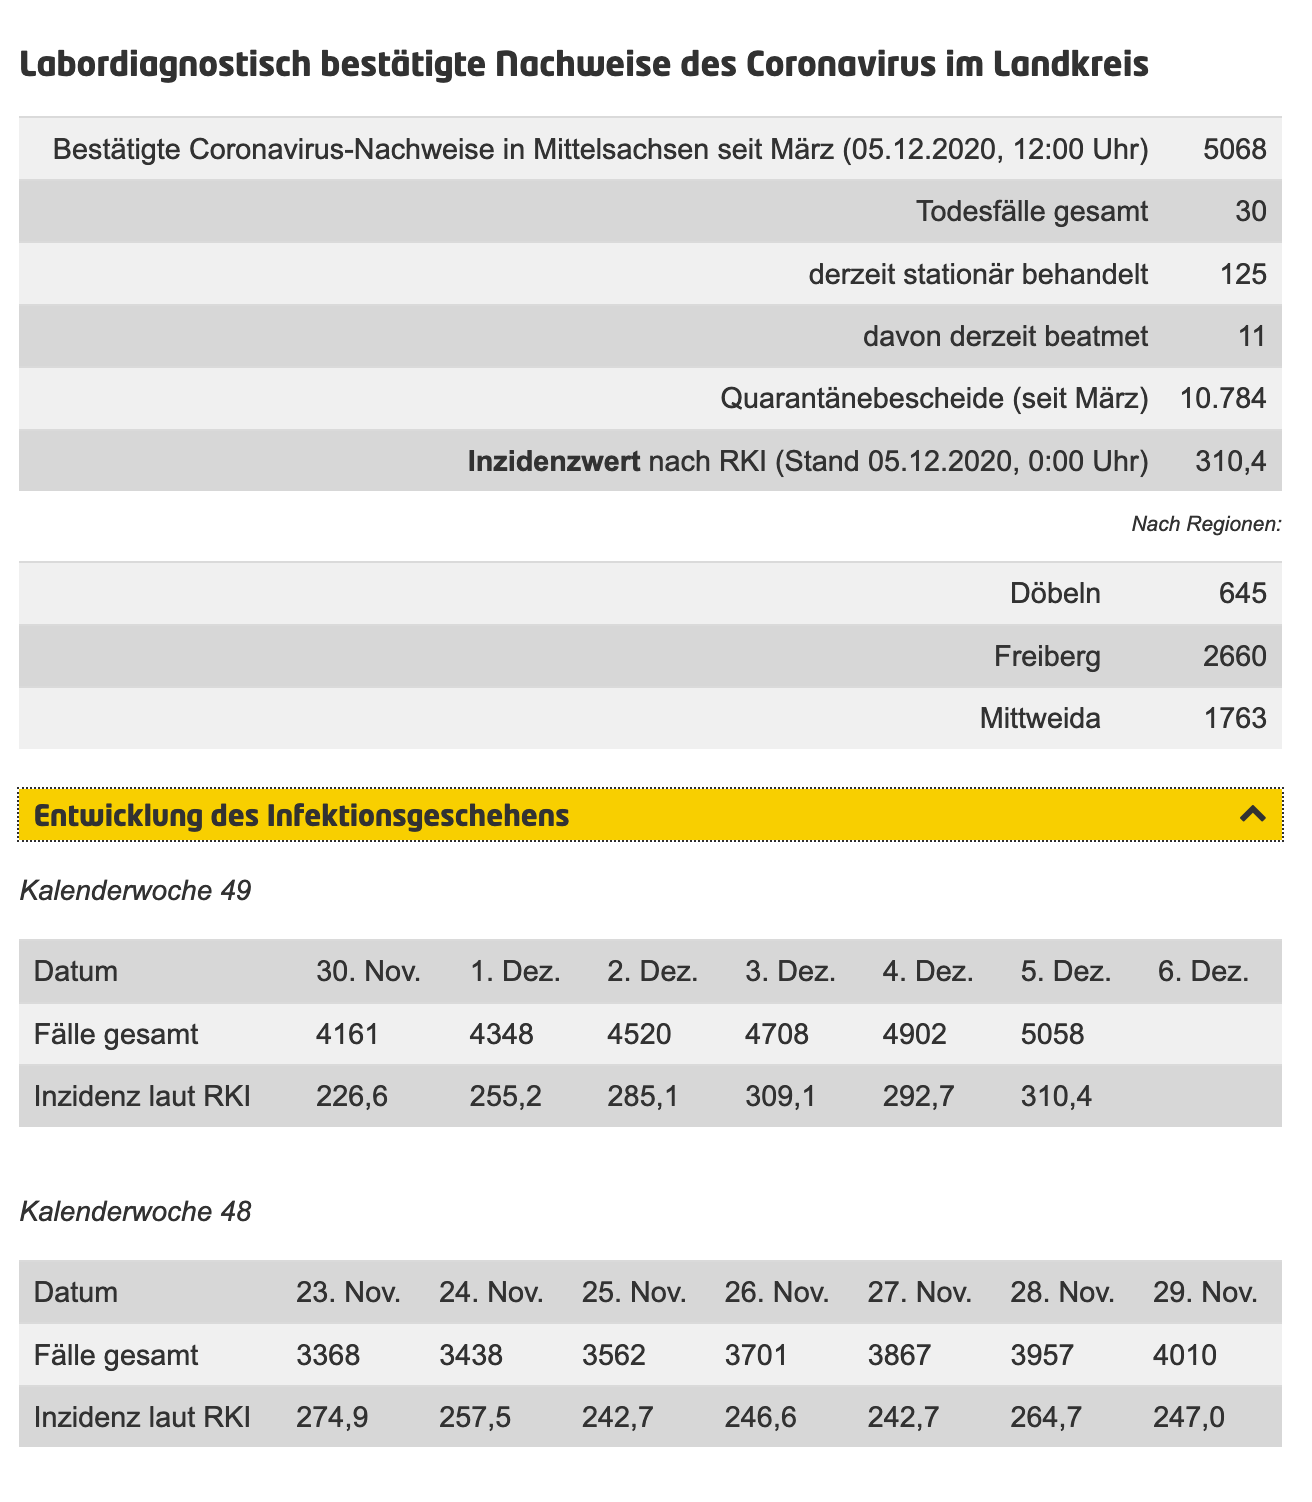 Labordiagnostisch bestätigte Nachweise des Coronavirus im Landkreis
Bestätigte Coronavirus-Nachweise in Mittelsachsen seit März (05.12.2020, 12:00 Uhr) 5068
Todesfälle gesamt 30
derzeit stationär behandelt 125
davon derzeit beatmet 11
Quarantänebescheide (seit März) 10.784
Inzidenzwert nach RKI (Stand 05.12.2020, 0:00 Uhr) 310,4
Nach Regionen:
Döbeln 645
Freiberg 2660
Mittweida 1763
Entwicklung des Infektionsgeschehens
Kalenderwoche 49
Datum 30. Nov. 1. Dez. 2. Dez. 3. Dez. 4. Dez. 5. Dez. 6. Dez.
Fälle gesamt 4161 4348 4520 4708 4902 5058
Inzidenz laut RKI 226,6 255,2 285,1 309,1 292,7 310,4
Kalenderwoche 48
Datum 23. Nov. 24. Nov. 25. Nov. 26. Nov. 27. Nov. 28. Nov. 29. Nov.
Fälle gesamt 3368 3438 3562 3701 3867 3957 4010
Inzidenz laut RKI 274,9 257,5 242,7 246,6 242,7 264,7 247,0